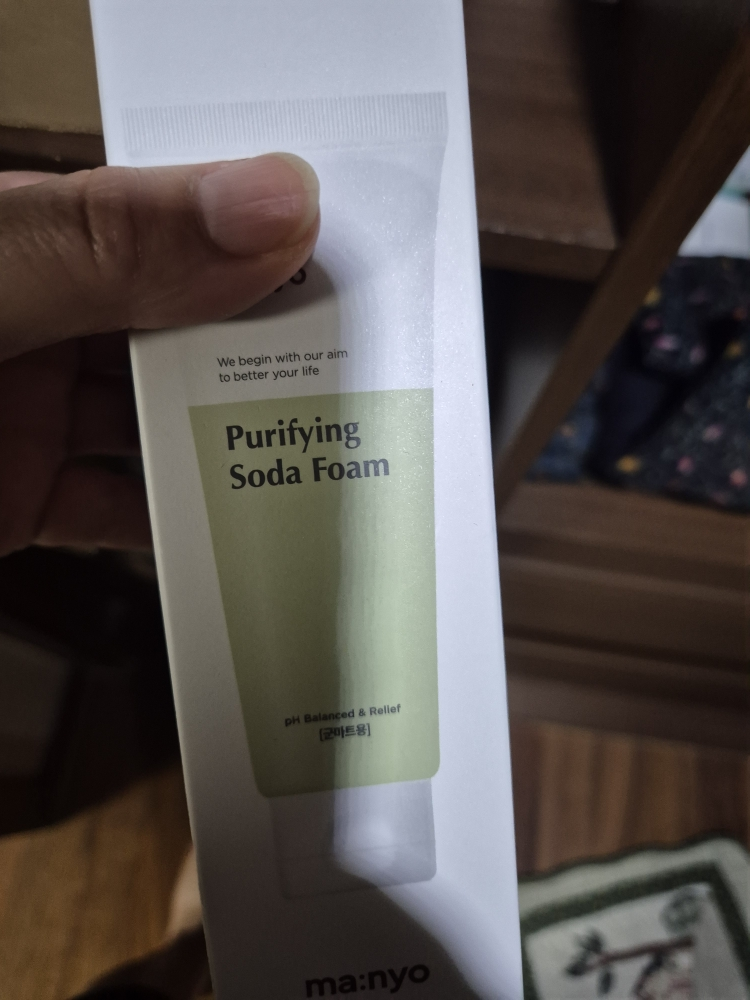 We begin with our aim
to better your life
Purifying
Soda Foam
pH Balanced & Relief
[군마트용]
ma:nyo